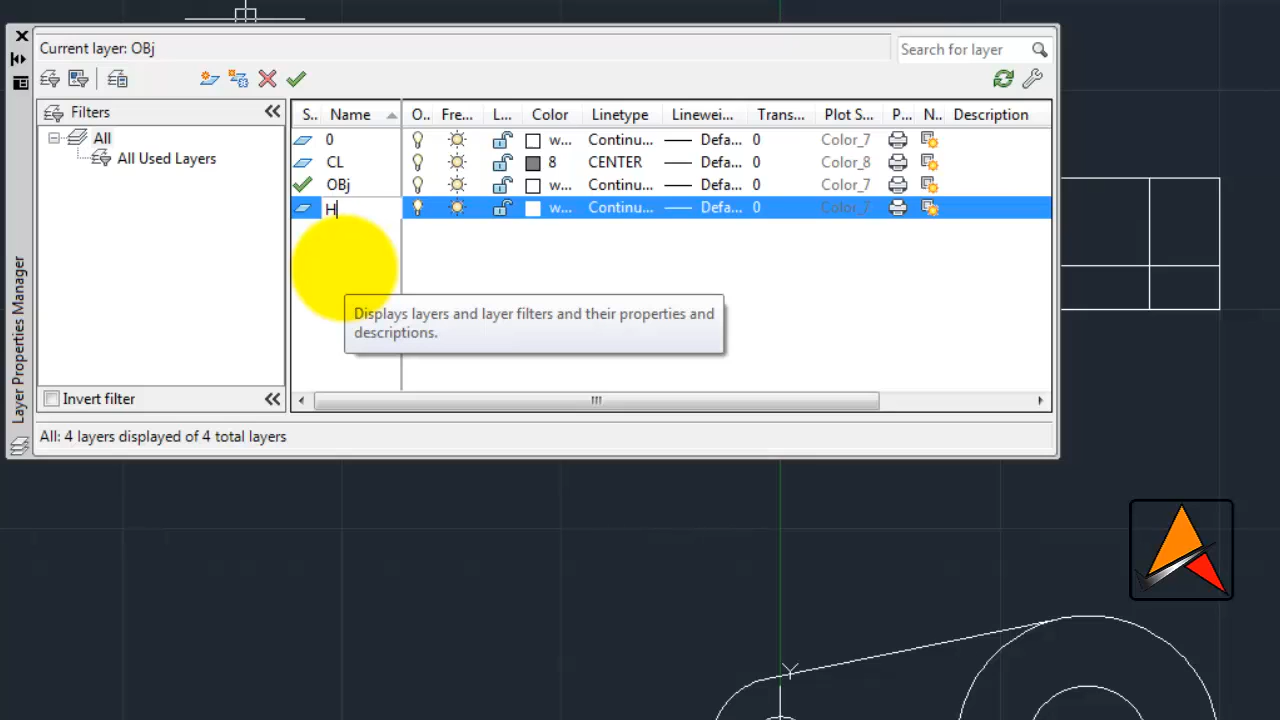 Current layer: OBj
Search for layer
Filters
All
All Used Layers
Invert filter
S.. Name O.. Fre... L... Color Linetype Linewei... Trans... Plot S... P... N.. Description
0 w... Continu... Defa... 0 Color_7
CL 8 CENTER Defa... 0 Color_8
OBj w... Continu... Defa... 0 Color_7
H w... Continu... Defa... 0 Color_7
Displays layers and layer filters and their properties and
descriptions.
All: 4 layers displayed of 4 total layers
Layer Properties Manager
Y